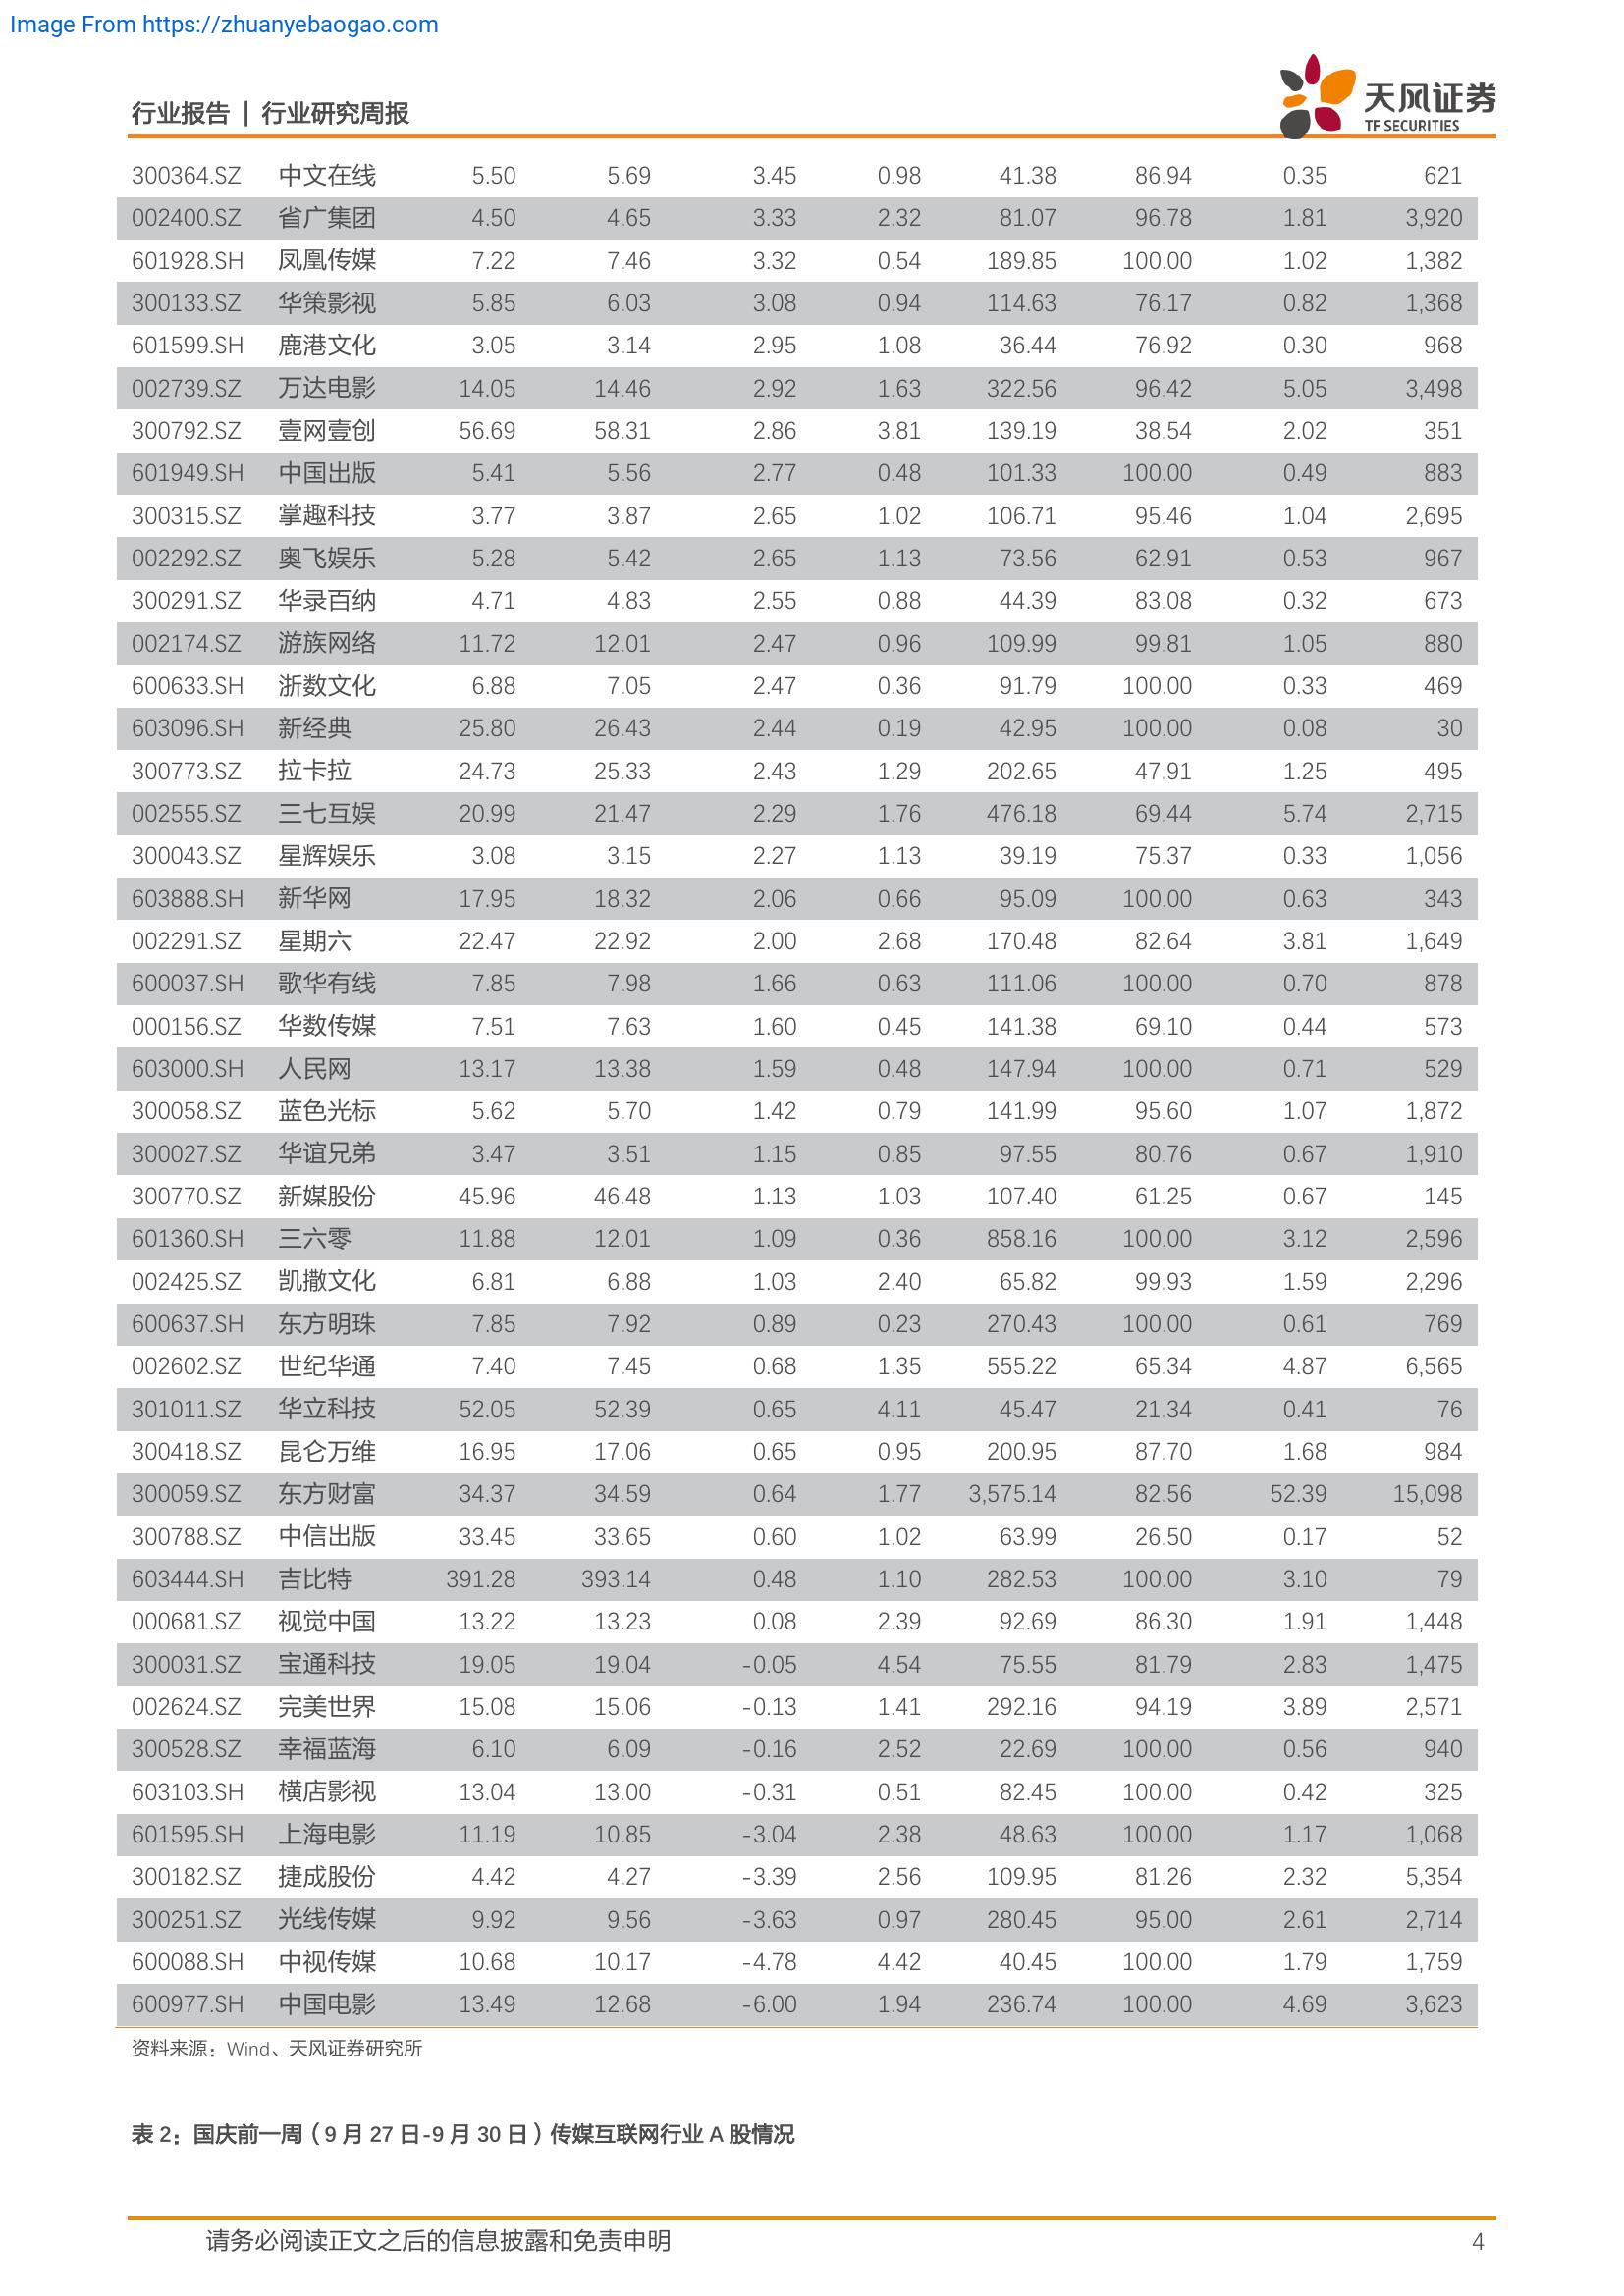 Image From https://zhuanyebaogao.com
行业报告 | 行业研究周报
天风证券
TF SECURITIES
300364.SZ 中文在线 5.50 5.69 3.45 0.98 41.38 86.94 0.35 621
002400.SZ 省广集团 4.50 4.65 3.33 2.32 81.07 96.78 1.81 3,920
601928.SH 凤凰传媒 7.22 7.46 3.32 0.54 189.85 100.00 1.02 1,382
300133.SZ 华策影视 5.85 6.03 3.08 0.94 114.63 76.17 0.82 1,368
601599.SH 鹿港文化 3.05 3.14 2.95 1.08 36.44 76.92 0.30 968
002739.SZ 万达电影 14.05 14.46 2.92 1.63 322.56 96.42 5.05 3,498
300792.SZ 壹网壹创 56.69 58.31 2.86 3.81 139.19 38.54 2.02 351
601949.SH 中国出版 5.41 5.56 2.77 0.48 101.33 100.00 0.49 883
300315.SZ 掌趣科技 3.77 3.87 2.65 1.02 106.71 95.46 1.04 2,695
002292.SZ 奥飞娱乐 5.28 5.42 2.65 1.13 73.56 62.91 0.53 967
300291.SZ 华录百纳 4.71 4.83 2.55 0.88 44.39 83.08 0.32 673
002174.SZ 游族网络 11.72 12.01 2.47 0.96 109.99 99.81 1.05 880
600633.SH 浙数文化 6.88 7.05 2.47 0.36 91.79 100.00 0.33 469
603096.SH 新经典 25.80 26.43 2.44 0.19 42.95 100.00 0.08 30
300773.SZ 拉卡拉 24.73 25.33 2.43 1.29 202.65 47.91 1.25 495
002555.SZ 三七互娱 20.99 21.47 2.29 1.76 476.18 69.44 5.74 2,715
300043.SZ 星辉娱乐 3.08 3.15 2.27 1.13 39.19 75.37 0.33 1,056
603888.SH 新华网 17.95 18.32 2.06 0.66 95.09 100.00 0.63 343
002291.SZ 星期六 22.47 22.92 2.00 2.68 170.48 82.64 3.81 1,649
600037.SH 歌华有线 7.85 7.98 1.66 0.63 111.06 100.00 0.70 878
000156.SZ 华数传媒 7.51 7.63 1.60 0.45 141.38 69.10 0.44 573
603000.SH 人民网 13.17 13.38 1.59 0.48 147.94 100.00 0.71 529
300058.SZ 蓝色光标 5.62 5.70 1.42 0.79 141.99 95.60 1.07 1,872
300027.SZ 华谊兄弟 3.47 3.51 1.15 0.85 97.55 80.76 0.67 1,910
300770.SZ 新媒股份 45.96 46.48 1.13 1.03 107.40 61.25 0.67 145
601360.SH 三六零 11.88 12.01 1.09 0.36 858.16 100.00 3.12 2,596
002425.SZ 凯撒文化 6.81 6.88 1.03 2.40 65.82 99.93 1.59 2,296
600637.SH 东方明珠 7.85 7.92 0.89 0.23 270.43 100.00 0.61 769
002602.SZ 世纪华通 7.40 7.45 0.68 1.35 555.22 65.34 4.87 6,565
301011.SZ 华立科技 52.05 52.39 0.65 4.11 45.47 21.34 0.41 76
300418.SZ 昆仑万维 16.95 17.06 0.65 0.95 200.95 87.70 1.68 984
300059.SZ 东方财富 34.37 34.59 0.64 1.77 3,575.14 82.56 52.39 15,098
300788.SZ 中信出版 33.45 33.65 0.60 1.02 63.99 26.50 0.17 52
603444.SH 吉比特 391.28 393.14 0.48 1.10 282.53 100.00 3.10 79
000681.SZ 视觉中国 13.22 13.23 0.08 2.39 92.69 86.30 1.91 1,448
300031.SZ 宝通科技 19.05 19.04 -0.05 4.54 75.55 81.79 2.83 1,475
002624.SZ 完美世界 15.08 15.06 -0.13 1.41 292.16 94.19 3.89 2,571
300528.SZ 幸福蓝海 6.10 6.09 -0.16 2.52 22.69 100.00 0.56 940
603103.SH 横店影视 13.04 13.00 -0.31 0.51 82.45 100.00 0.42 325
601595.SH 上海电影 11.19 10.85 -3.04 2.38 48.63 100.00 1.17 1,068
300182.SZ 捷成股份 4.42 4.27 -3.39 2.56 109.95 81.26 2.32 5,354
300251.SZ 光线传媒 9.92 9.56 -3.63 0.97 280.45 95.00 2.61 2,714
600088.SH 中视传媒 10.68 10.17 -4.78 4.42 40.45 100.00 1.79 1,759
600977.SH 中国电影 13.49 12.68 -6.00 1.94 236.74 100.00 4.69 3,623
资料来源：Wind、天风证券研究所
表 2：国庆前一周（9 月 27 日-9 月 30 日）传媒互联网行业 A 股情况
请务必阅读正文之后的信息披露和免责申明 4